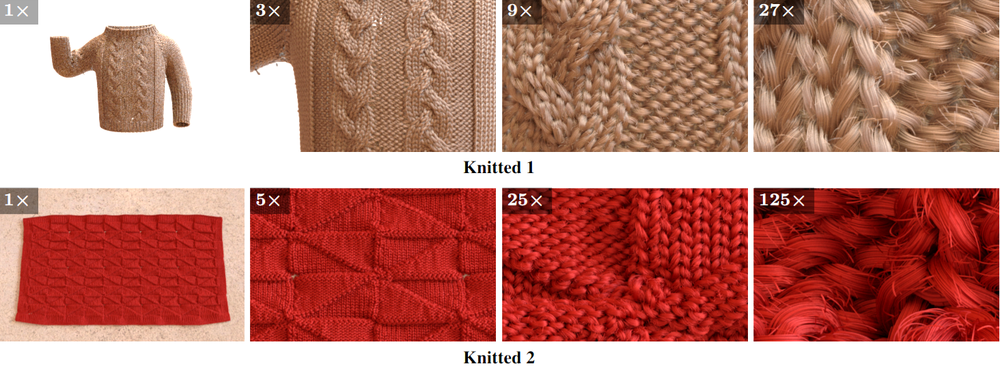 1× 3× 9× 27×
Knitted 1
1× 5× 25× 125×
Knitted 2